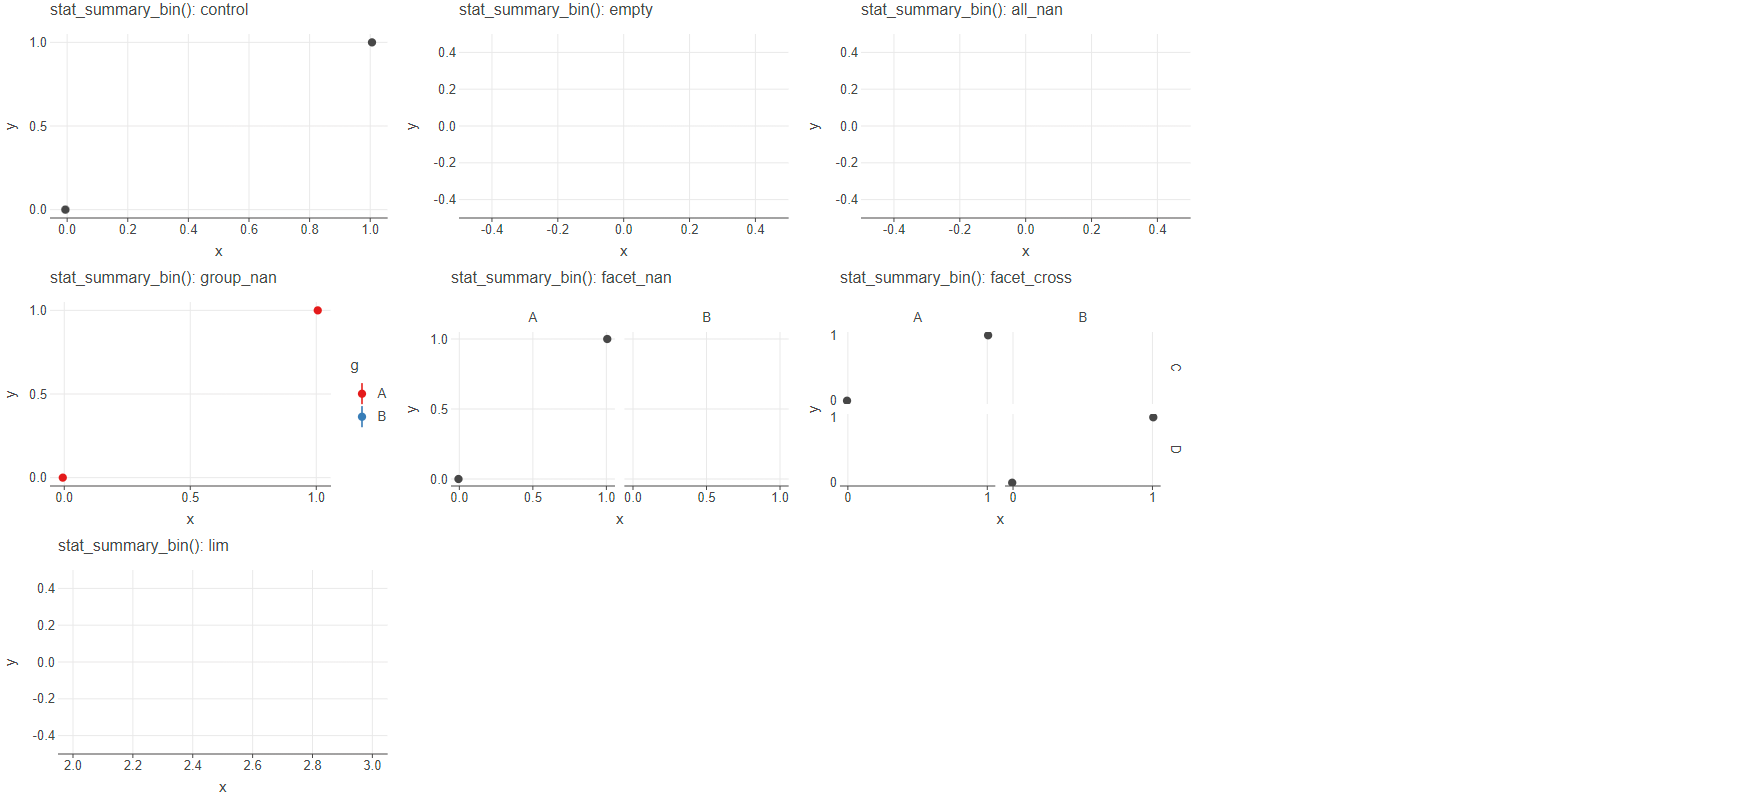 stat_summary_bin(): control
1.0
0.5
0.0
y
0.0 0.2 0.4 0.6 0.8 1.0
x
stat_summary_bin(): empty
0.4
0.2
0.0
-0.2
-0.4
y
-0.4 -0.2 0.0 0.2 0.4
x
stat_summary_bin(): all_nan
0.4
0.2
0.0
-0.2
-0.4
y
-0.4 -0.2 0.0 0.2 0.4
x
stat_summary_bin(): group_nan
1.0
0.5
0.0
y
0.0 0.5 1.0
x
g
A
B
stat_summary_bin(): facet_nan
A B
1.0
0.5
0.0
y
0.0 0.5 1.0 0.0 0.5 1.0
x
stat_summary_bin(): facet_cross
A B
1
0
C
y
1
0
D
0 1 0 1
x
stat_summary_bin(): lim
0.4
0.2
0.0
-0.2
-0.4
y
2.0 2.2 2.4 2.6 2.8 3.0
x